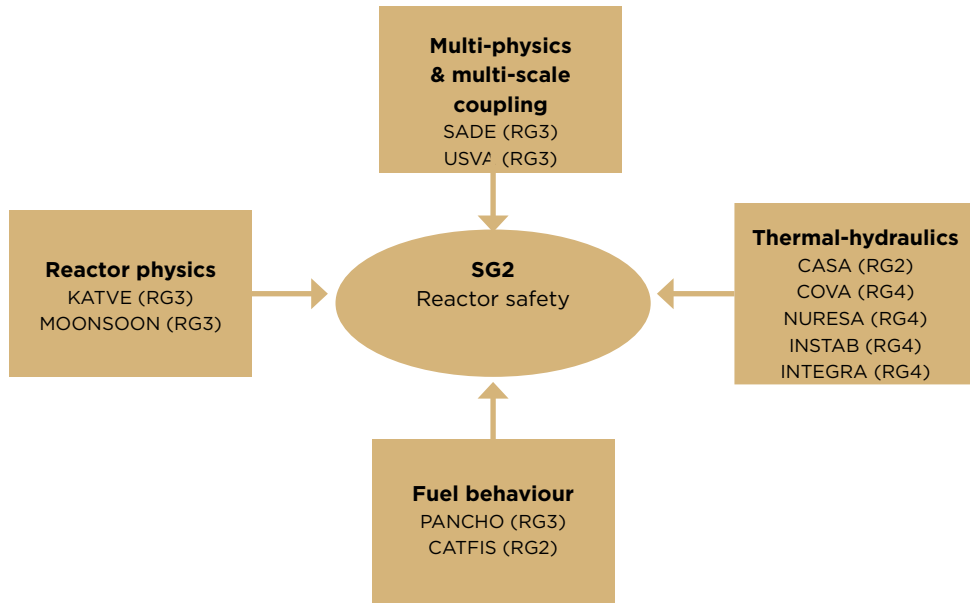 Multi-physics
& multi-scale
coupling
SADE (RG3)
USVA (RG3)
Reactor physics
KATVE (RG3)
MOONSOON (RG3)
SG2
Reactor safety
Thermal-hydraulics
CASA (RG2)
COVA (RG4)
NURESA (RG4)
INSTAB (RG4)
INTEGRA (RG4)
Fuel behaviour
PANCHO (RG3)
CATFIS (RG2)